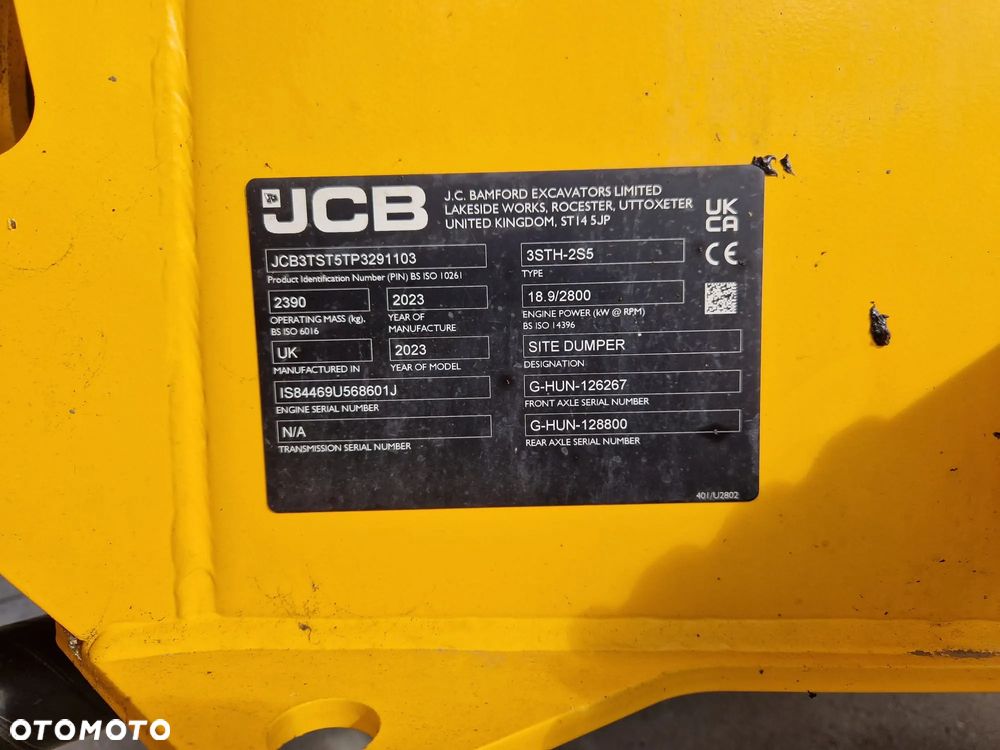 JCB
J.C. BAMFORD EXCAVATORS LIMITED
LAKESIDE WORKS, ROCESTER, UTTOXETER
UNITED KINGDOM, ST14 5JP
UK
CA
CE
JCB3TST5TP3291103
Product Identification Number (PIN) BS ISO 10261
3STH-2S5
TYPE
2390
OPERATING MASS (kg).
BS ISO 6016
2023
YEAR OF
MANUFACTURE
18.9/2800
ENGINE POWER (kW @ RPM)
BS ISO 14396
UK
MANUFACTURED IN
2023
YEAR OF MODEL
SITE DUMPER
DESIGNATION
IS84469U568601J
ENGINE SERIAL NUMBER
G-HUN-126267
FRONT AXLE SERIAL NUMBER
N/A
TRANSMISSION SERIAL NUMBER
G-HUN-128800
REAR AXLE SERIAL NUMBER
401/U2802
OTOMOTO